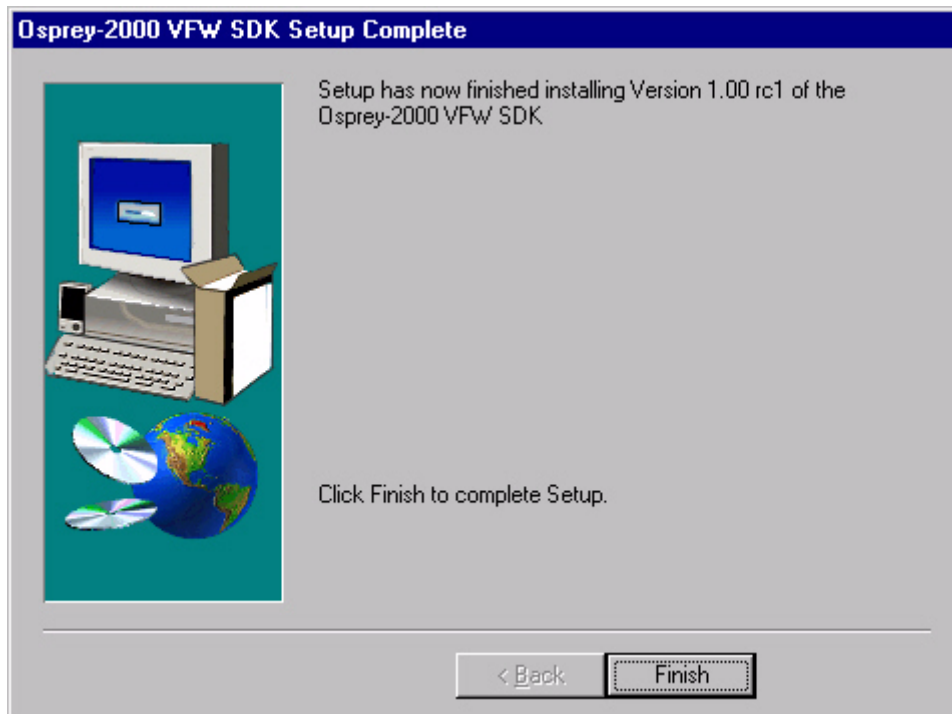 Osprey-2000 VFW SDK Setup Complete
Setup has now finished installing Version 1.00 rc1 of the
Osprey-2000 VFW SDK
Click Finish to complete Setup.
< Back
Finish